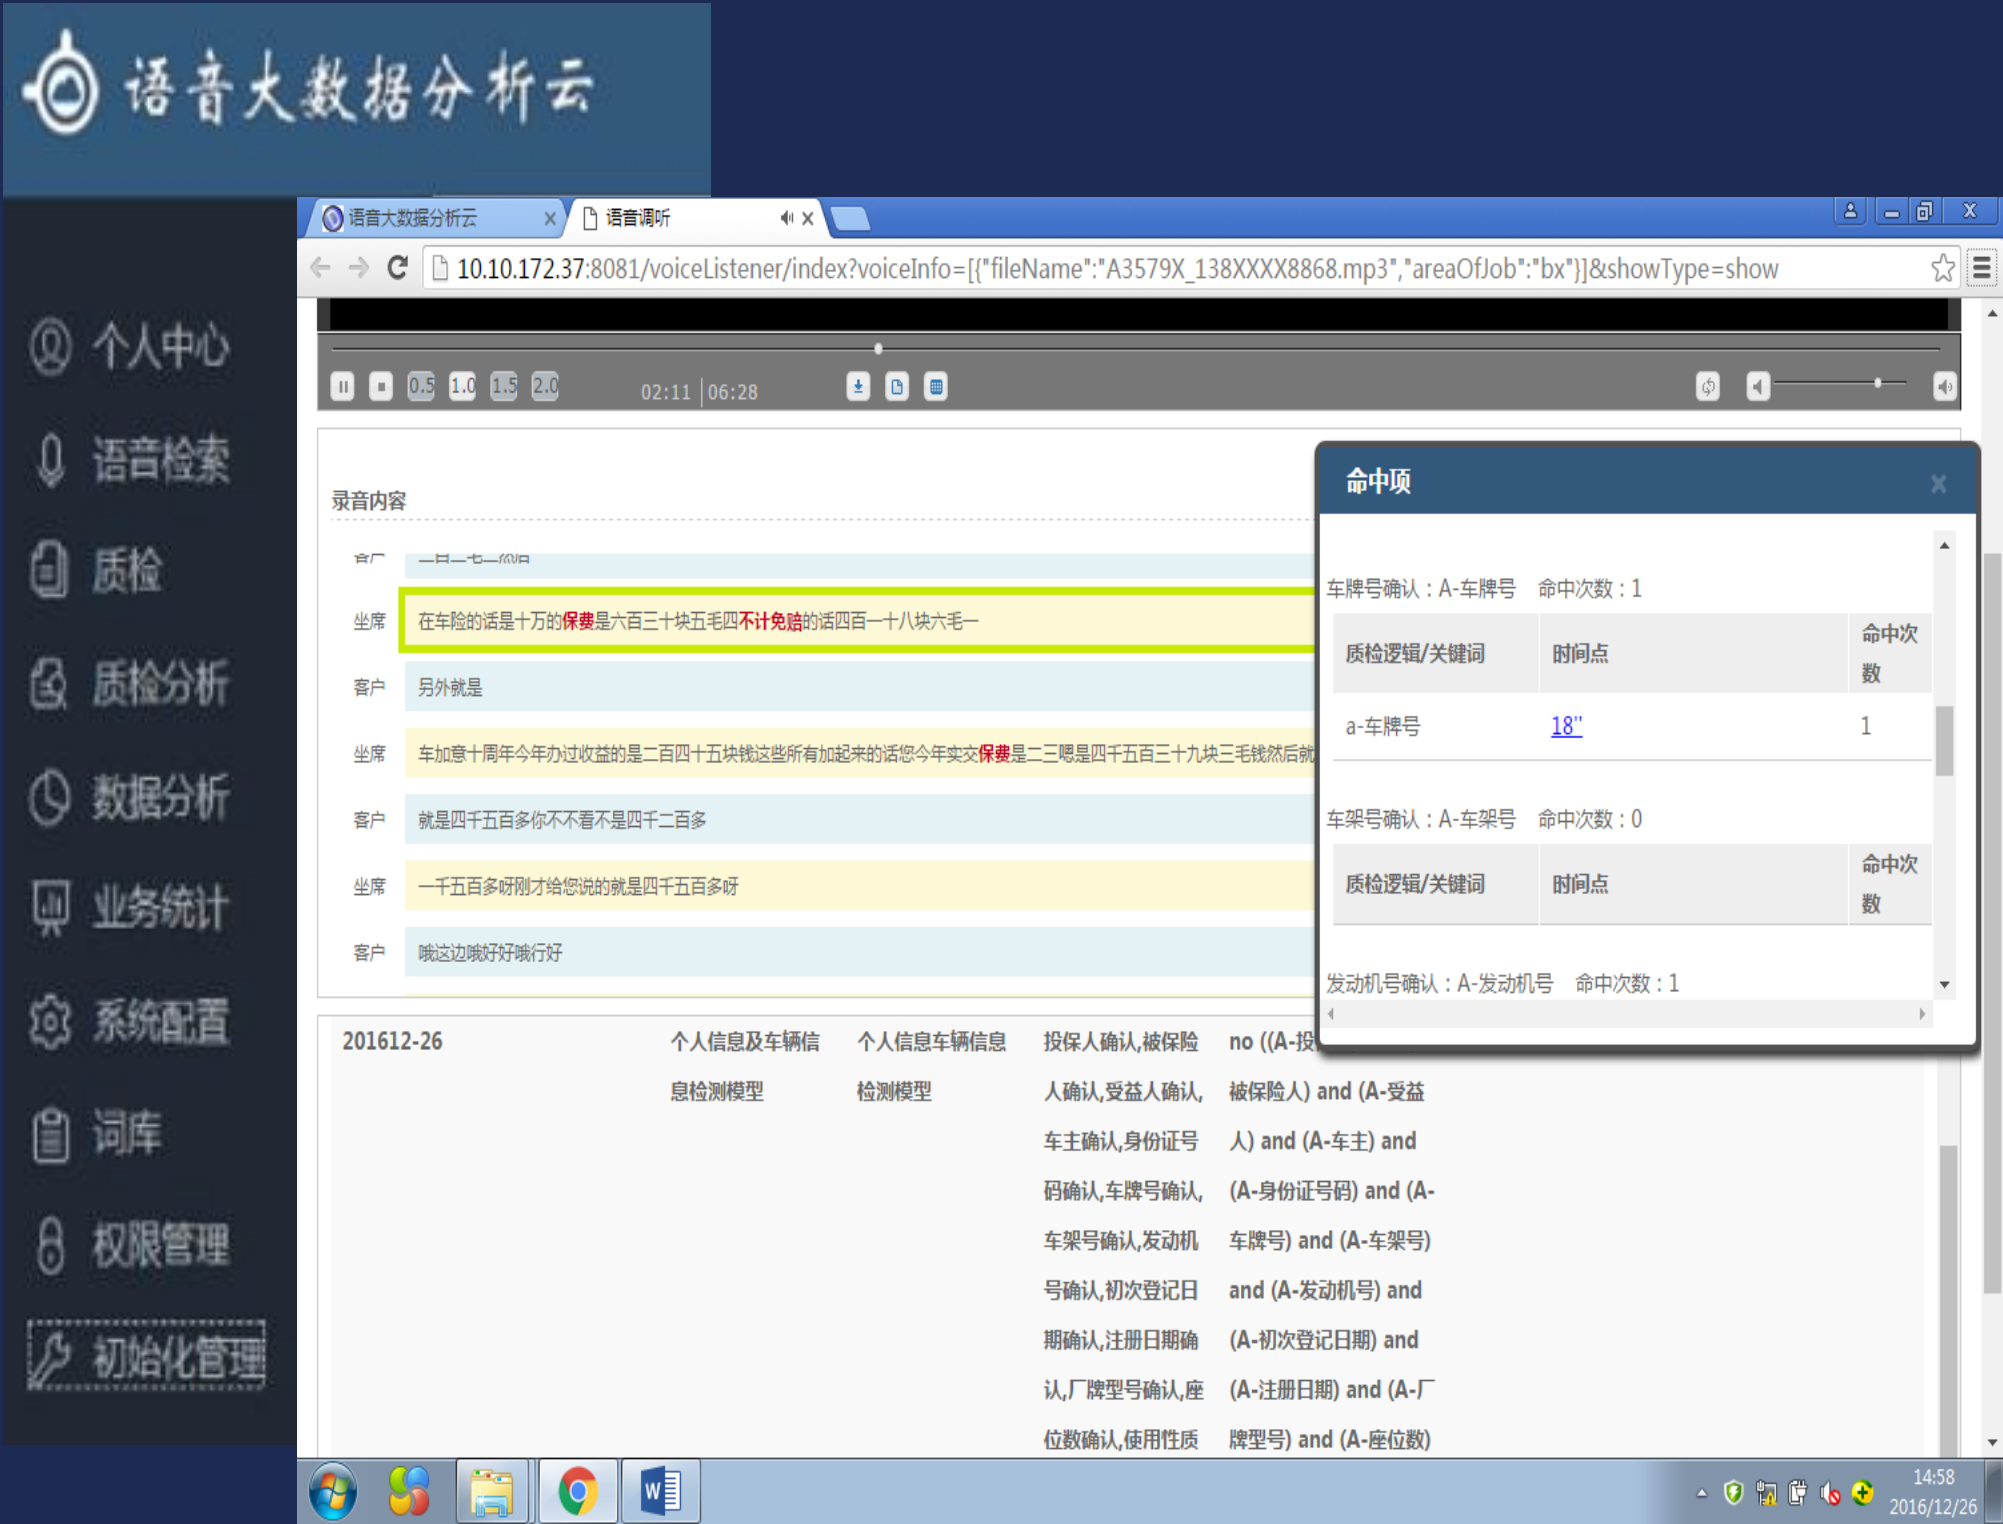 语音大数据分析云
个人中心
语音检索
质检
质检分析
数据分析
业务统计
系统配置
词库
权限管理
初始化管理
语音大数据分析云
语音调听
10.10.172.37:8081/voiceListener/index?voiceInfo=[{"fileName":"A3579X_138XXXX8868.mp3","areaOfJob":"bx"}]&showType=show
0.5 1.0 1.5 2.0 02:11 06:28
录音内容
客户
坐席 在车险的话是十万的保费是六百三十块五毛四不计免赔的话四百一十八块六毛一
客户 另外就是
坐席 车加意十周年今年办过收益的是二百四十五块钱这些所有加起来的话您今年实交保费是二三嗯是四千五百三十九块三毛钱然后就
客户 就是四千五百多你不不看不是四千二百多
坐席 一千五百多呀刚才给您说的就是四千五百多呀
客户 哦这边哦好好哦行好
命中项
车牌号确认：A-车牌号 命中次数：1
质检逻辑/关键词 时间点 命中次
数
a-车牌号 18'' 1
车架号确认：A-车架号 命中次数：0
质检逻辑/关键词 时间点 命中次
数
发动机号确认：A-发动机号 命中次数：1
201612-26 个人信息及车辆信 个人信息车辆信息 投保人确认,被保险 no ((A-投
息检测模型 检测模型 人确认,受益人确认, 被保险人) and (A-受益
车主确认,身份证号 人) and (A-车主) and
码确认,车牌号确认, (A-身份证号码) and (A-
车架号确认,发动机 车牌号) and (A-车架号)
号确认,初次登记日 and (A-发动机号) and
期确认,注册日期确 (A-初次登记日期) and
认,厂牌型号确认,座 (A-注册日期) and (A-厂
位数确认,使用性质 牌型号) and (A-座位数)
14:58
2016/12/26